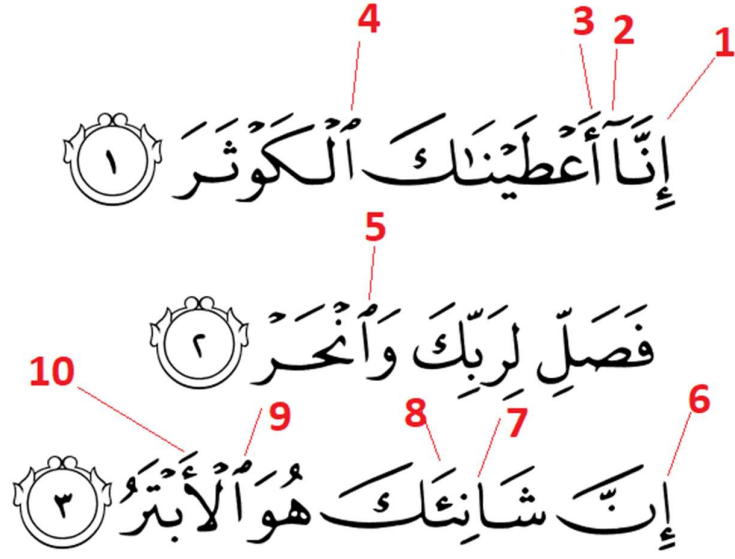 4 3 2 1
إِنَّآ أَعۡطَيۡنَٰكَ ٱلۡكَوۡثَرَ ١
5
فَصَلِّ لِرَبِّكَ وَٱنۡحَرۡ ٢
10 9 8 7 6
إِنَّ شَانِئَكَ هُوَ ٱلۡأَبۡتَرُ ٣